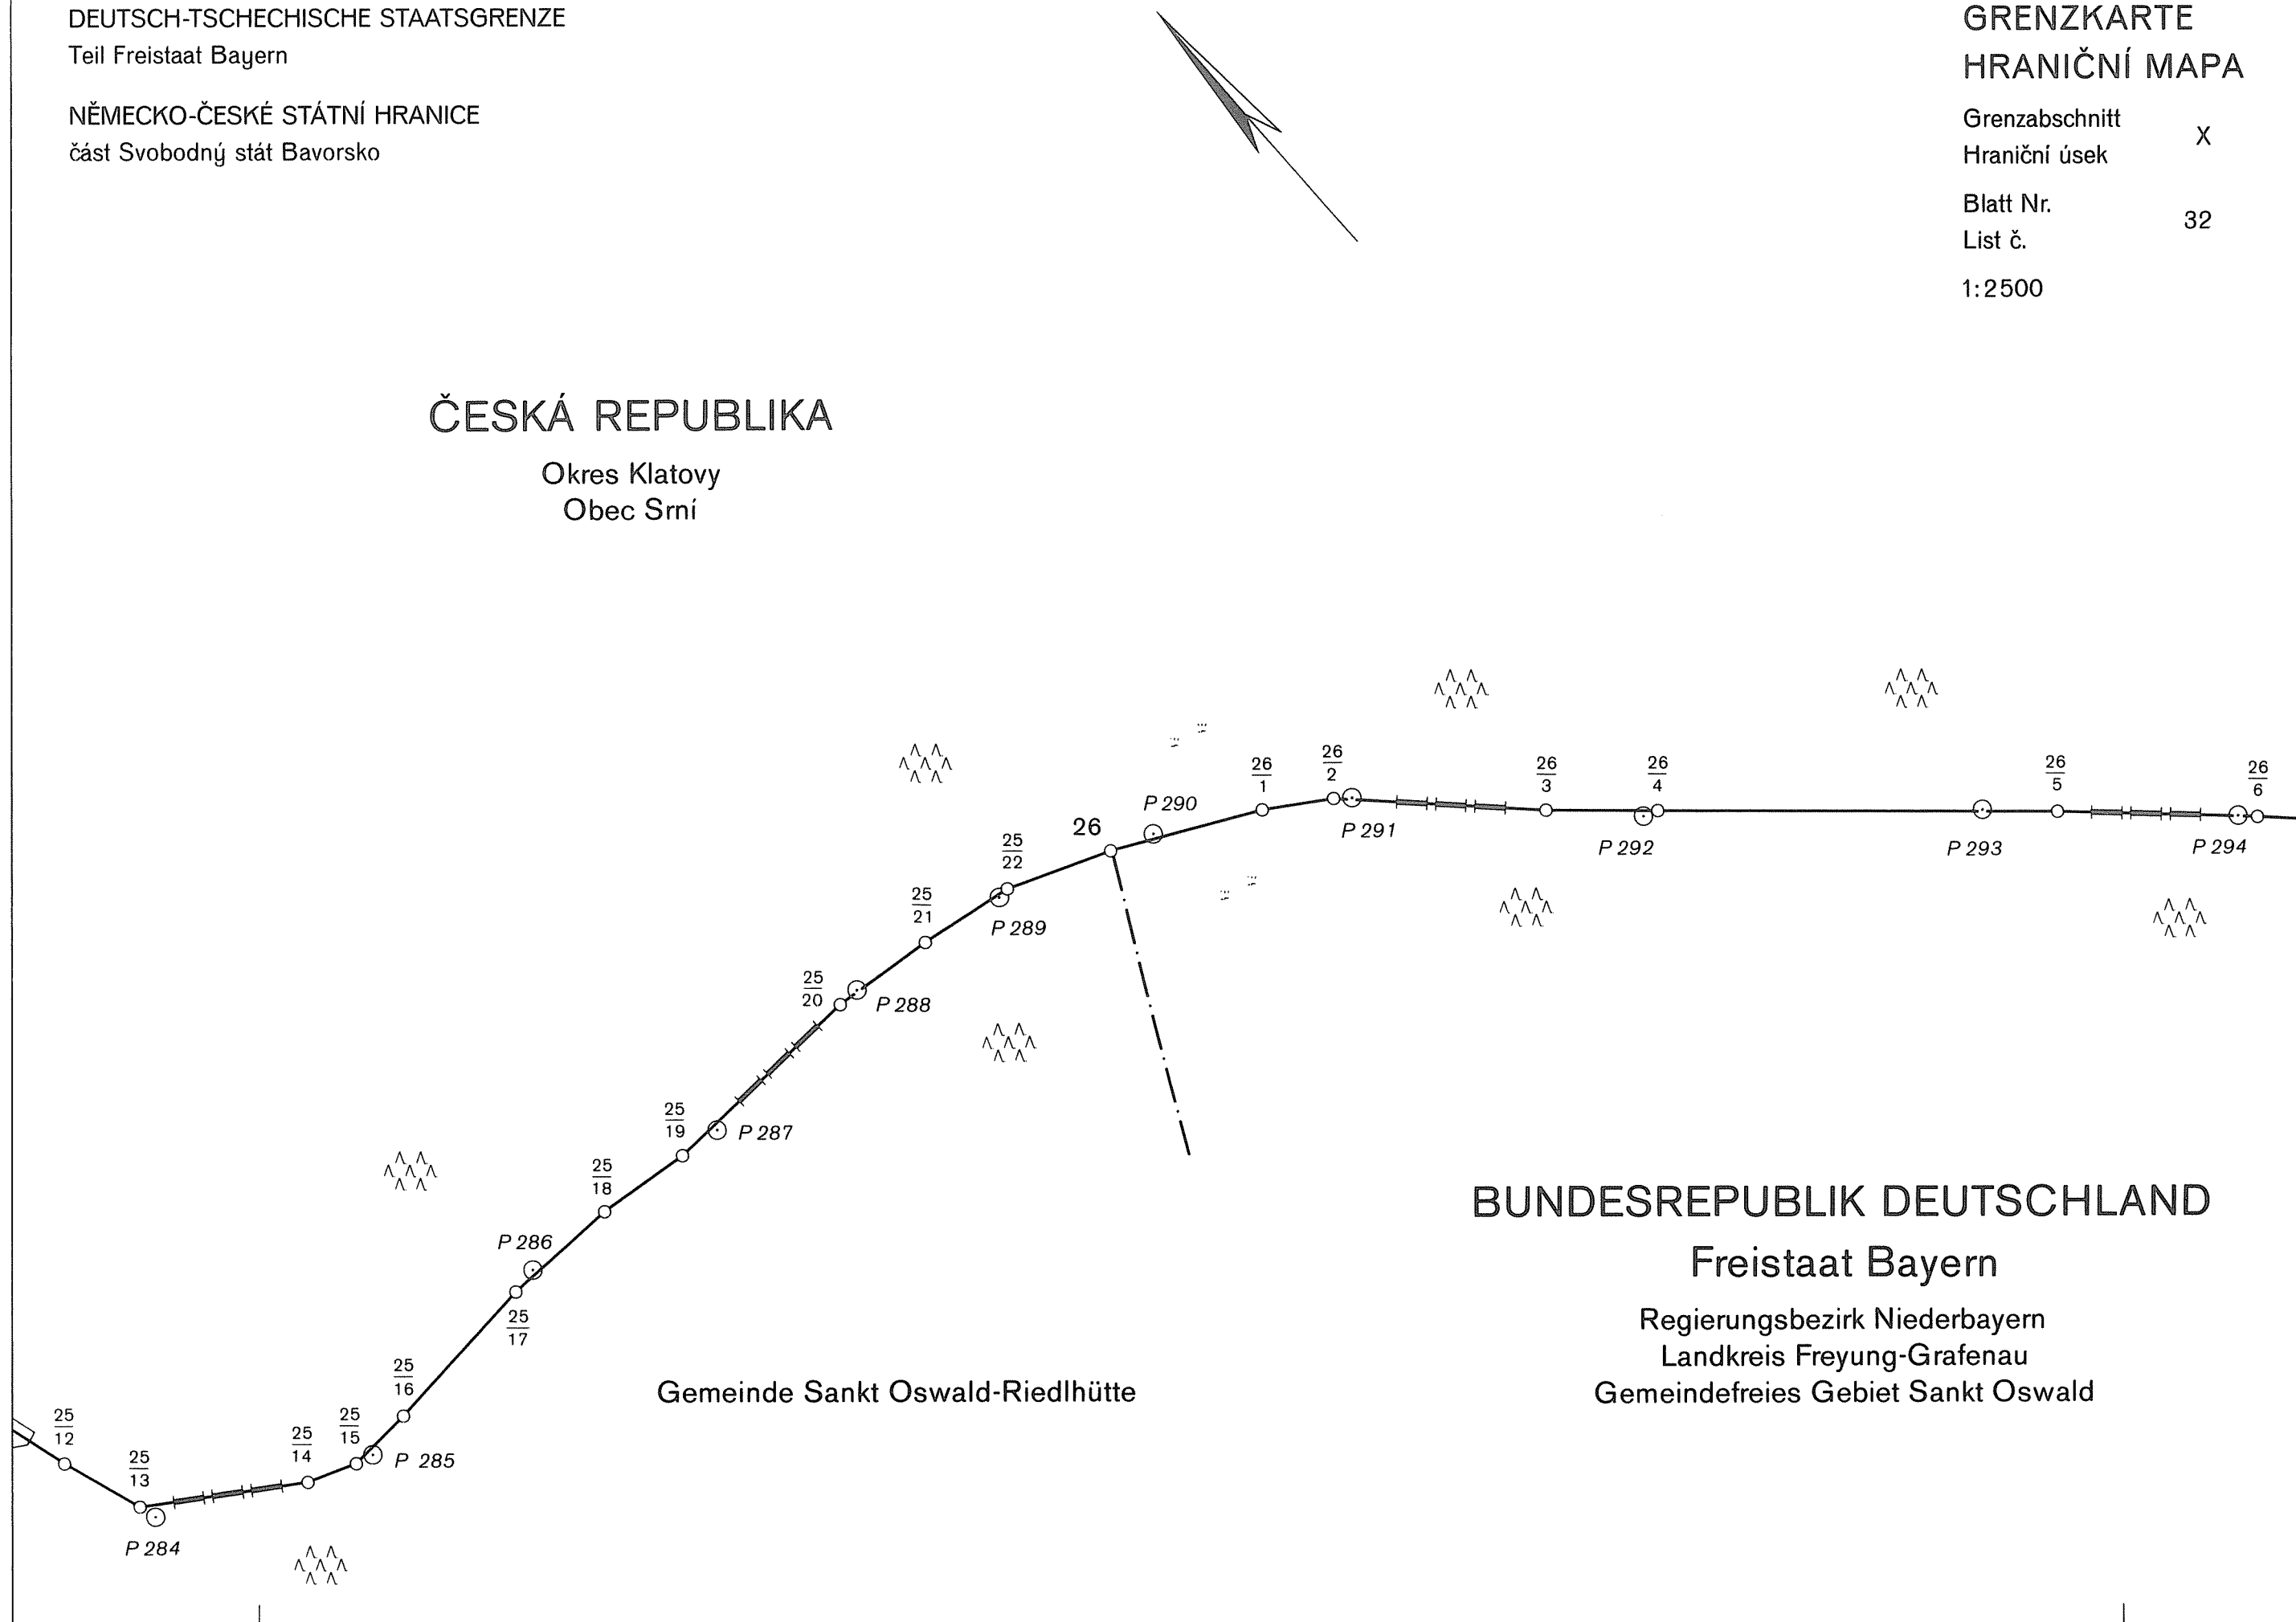 DEUTSCH-TSCHECHISCHE STAATSGRENZE
Teil Freistaat Bayern
NĚMECKO-ČESKÉ STÁTNÍ HRANICE
část Svobodný stát Bavorsko
GRENZKARTE
HRANIČNÍ MAPA
Grenzabschnitt
Hraniční úsek
X
Blatt Nr.
List č.
32
1:2500
ČESKÁ REPUBLIKA
Okres Klatovy
Obec Srní
25
12
25
13
P 284
25
14
25
15
P 285
25
16
25
17
P 286
25
18
25
19
P 287
25
20
P 288
25
21
25
22
P 289
26
P 290
26
1
26
2
P 291
26
3
26
4
P 292
P 293
26
5
P 294
26
6
BUNDESREPUBLIK DEUTSCHLAND
Freistaat Bayern
Regierungsbezirk Niederbayern
Landkreis Freyung-Grafenau
Gemeindefreies Gebiet Sankt Oswald
Gemeinde Sankt Oswald-Riedlhütte